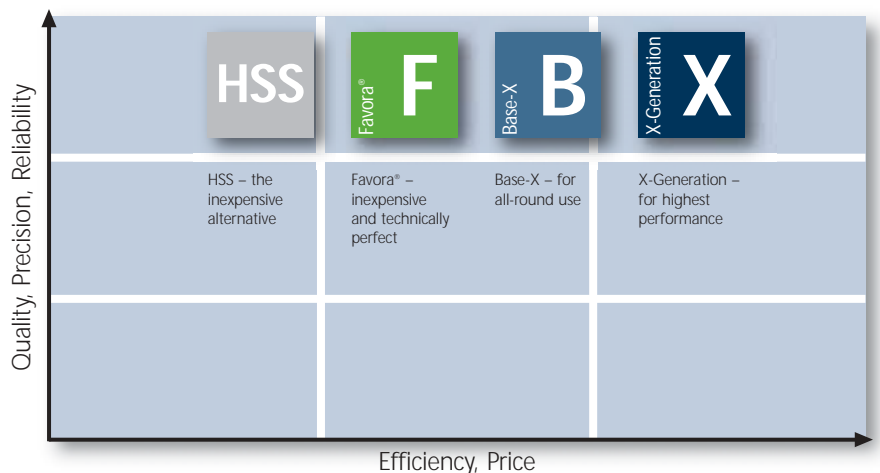 Quality, Precision, Reliability
HSS
Favora®
F
Base-X
B
X-Generation
X
HSS – the
inexpensive
alternative
Favora® –
inexpensive
and technically
perfect
Base-X – for
all-round use
X-Generation –
for highest
performance
Efficiency, Price